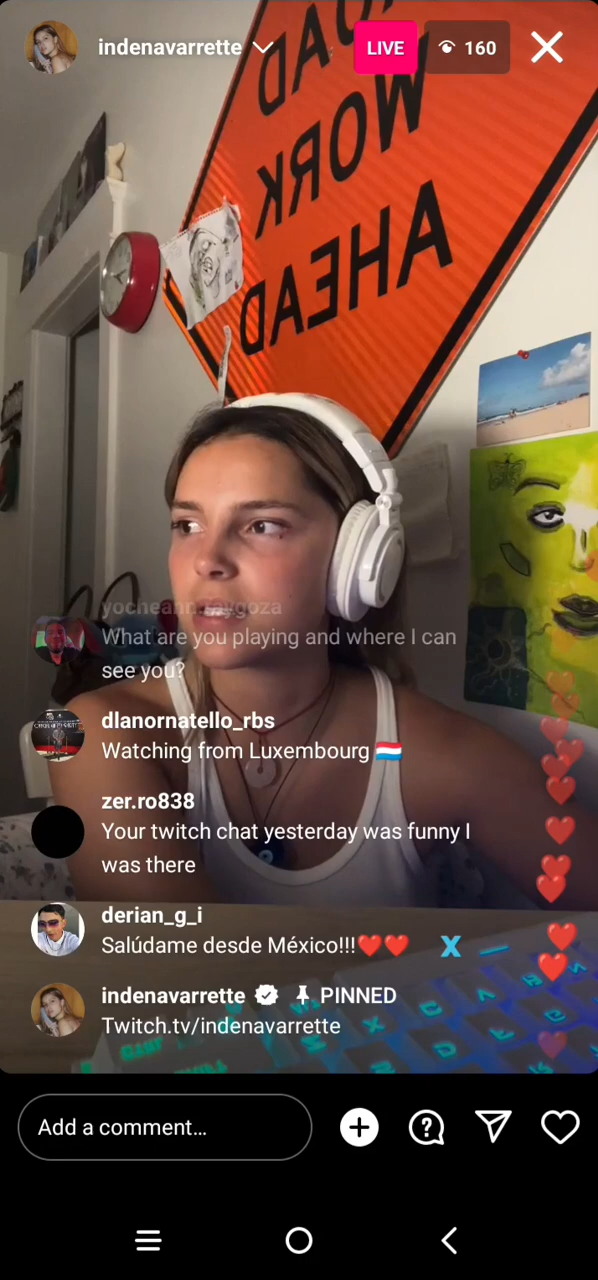 indenavarrette
LIVE
160
ROAD
WORK
AHEAD
yocheann
goza
What are you playing and where I can
see you?
dlanornatello_rbs
Watching from Luxembourg 🇱🇺
zer.ro838
Your twitch chat yesterday was funny I
was there
derian_g_i
Salúdame desde México!!!❤️❤️
indenavarrette PINNED
Twitch.tv/indenavarrette
Add a comment...